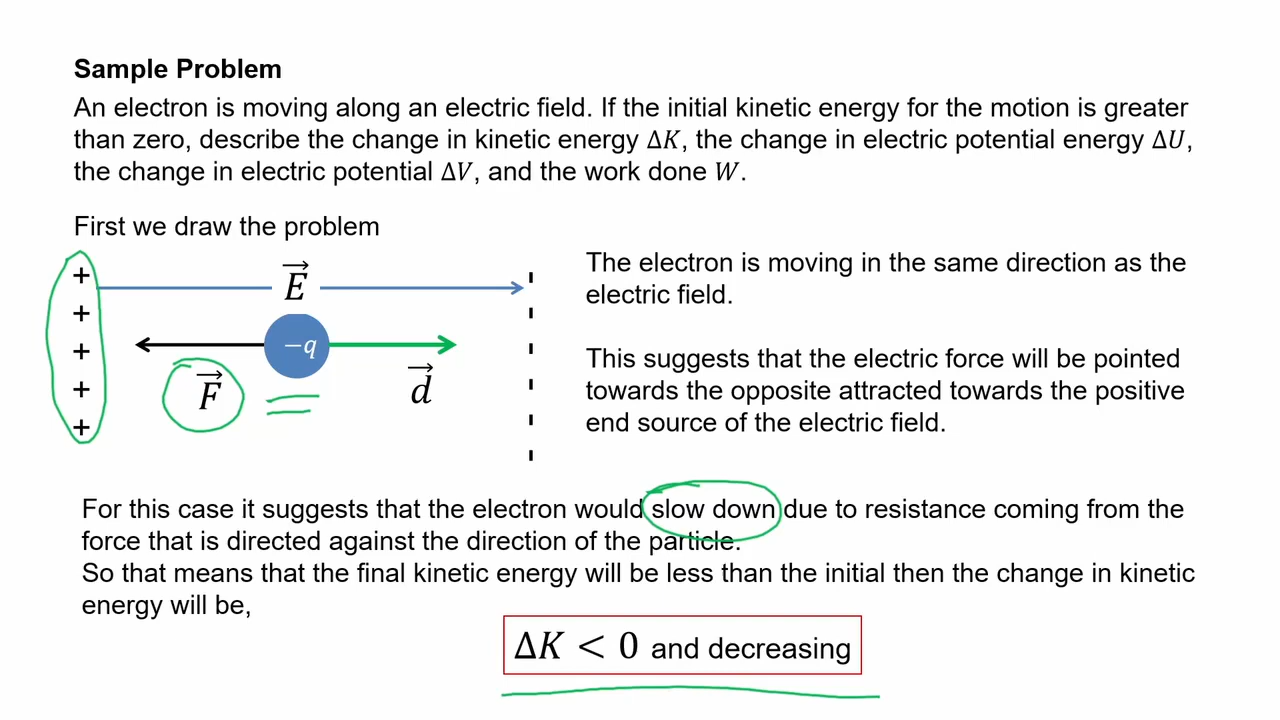 Sample Problem
An electron is moving along an electric field. If the initial kinetic energy for the motion is greater
than zero, describe the change in kinetic energy ΔK, the change in electric potential energy ΔU,
the change in electric potential ΔV, and the work done W.
First we draw the problem
+
+
+
+
+
E⃗
−q
F⃗
d⃗
The electron is moving in the same direction as the
electric field.
This suggests that the electric force will be pointed
towards the opposite attracted towards the positive
end source of the electric field.
For this case it suggests that the electron would slow down due to resistance coming from the
force that is directed against the direction of the particle.
So that means that the final kinetic energy will be less than the initial then the change in kinetic
energy will be,
ΔK < 0 and decreasing